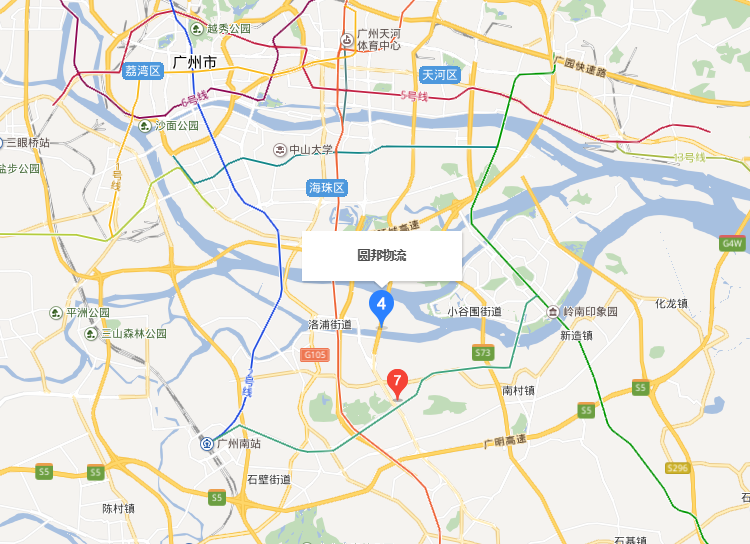 越秀公园
广州天河
体育中心
广州市
荔湾区
天河区
广园快速路
6号线
5号线
沙面公园
三眼桥站
中山大学
13号线
盐步公园
1号线
海珠区
城高速
G4W
圆邦物流
4
化龙镇
平洲公园
小谷围街道
岭南印象园
洛浦街道
三山森林公园
新造镇
G105
S73
7
号线
南村镇
S5
S5
广州南站
广明高速
S5
S5
S296
石壁街道
S5
陈村镇
石基镇